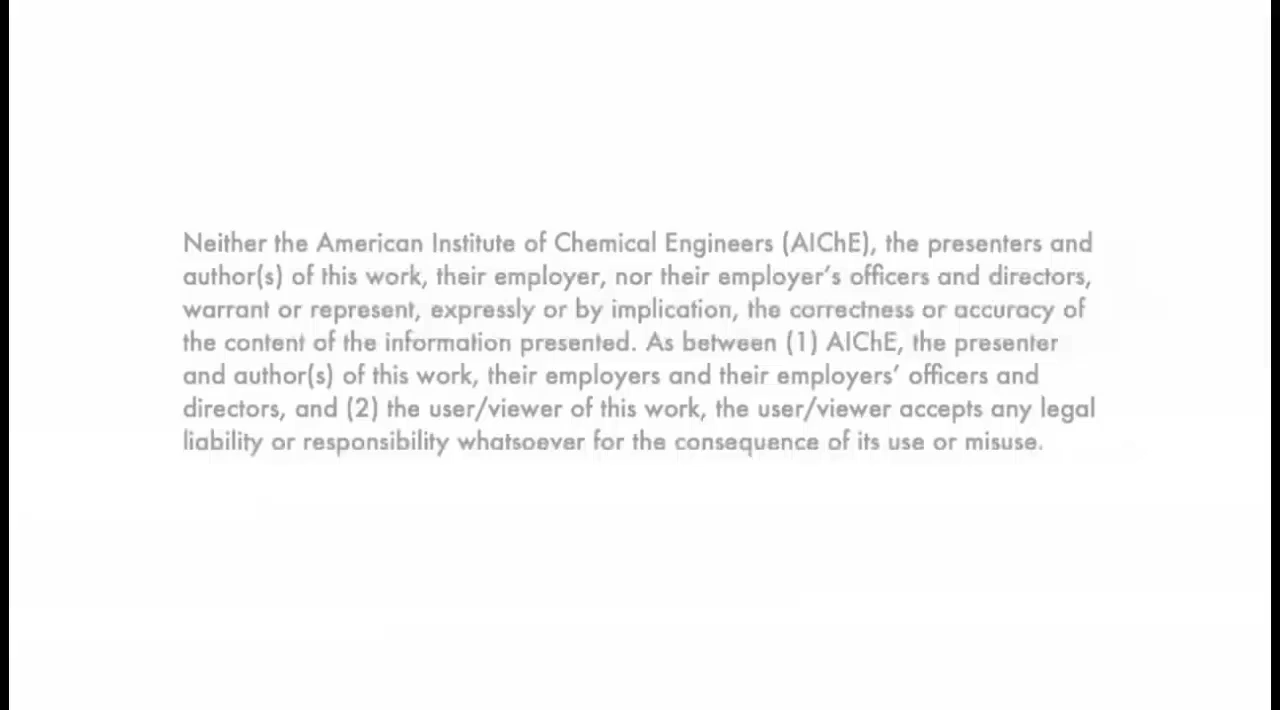 Neither the American Institute of Chemical Engineers (AIChE), the presenters and
author(s) of this work, their employer, nor their employer's officers and directors,
warrant or represent, expressly or by implication, the correctness or accuracy of
the content of the information presented. As between (1) AIChE, the presenter
and author(s) of this work, their employers and their employers' officers and
directors, and (2) the user/viewer of this work, the user/viewer accepts any legal
liability or responsibility whatsoever for the consequence of its use or misuse.